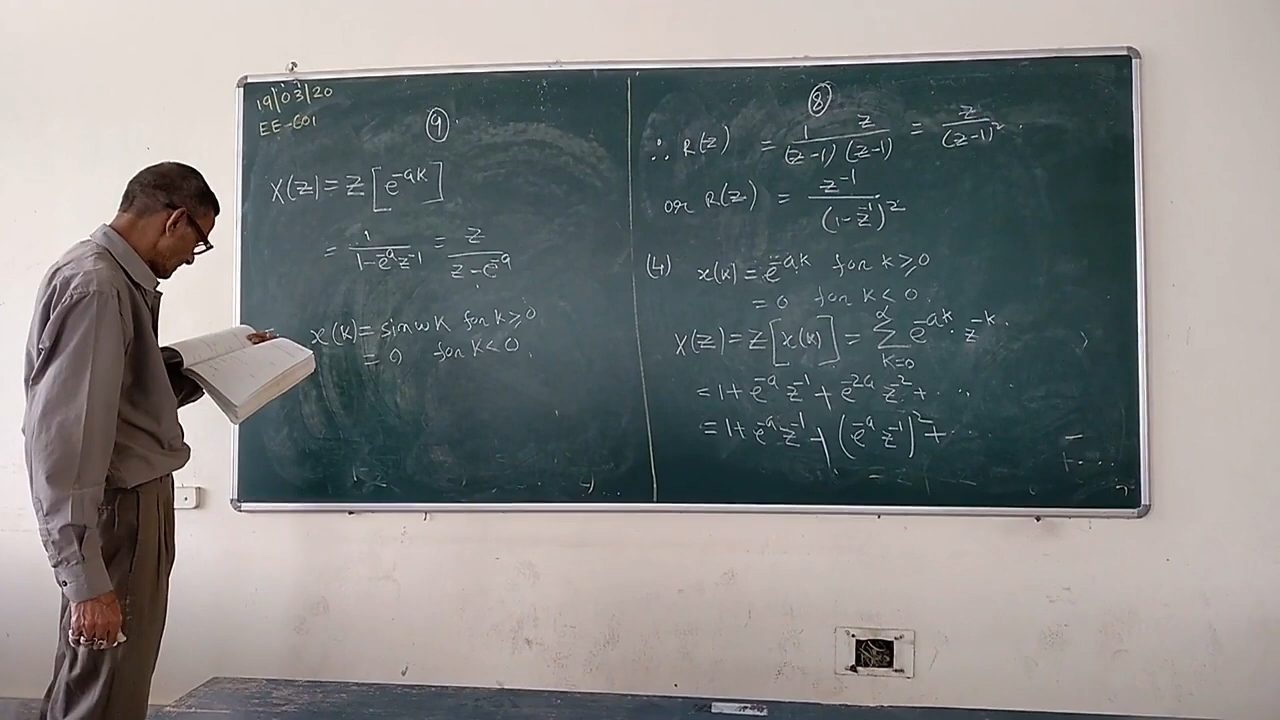 19/03/20
EE-601
⑨
X(z) = Z[e^{-ak}]
= 1/(1-e^{-a}z^{-1}) = z/(z-e^{-a})
x(k) = sin wk for k≥0
= 0 for k<0.
⑧
∴ R(z) = 1/(z-1) z/(z-1) = z/(z-1)^2.
or R(z) = z^{-1}/(1-z^{-1})^2
(4) x(k) = e^{-ak} for k≥0
= 0 for k<0.
X(z) = Z[x(k)] = ∑_{k=0}^{α} e^{-ak} z^{-k}.
= 1 + e^{-a} z^{-1} + e^{-2a} z^{-2} + ...
= 1 + e^{-a} z^{-1} + (e^{-a} z^{-1})^2 + ...